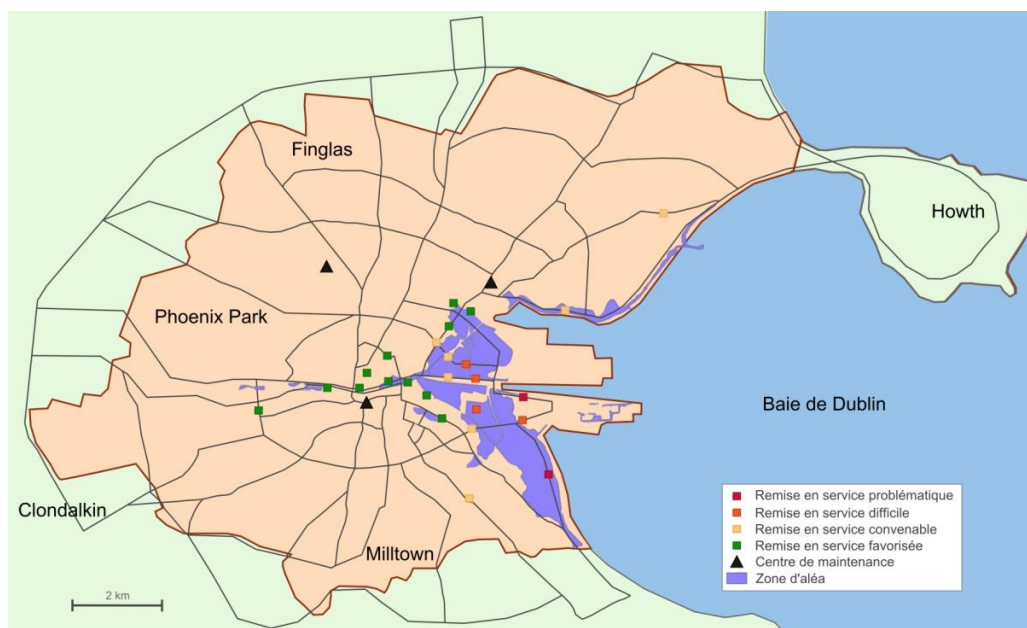 Finglas
Howth
Phoenix Park
Baie de Dublin
Clondalkin
Milltown
Remise en service problématique
Remise en service difficile
Remise en service convenable
Remise en service favorisée
Centre de maintenance
Zone d'aléa
2 km